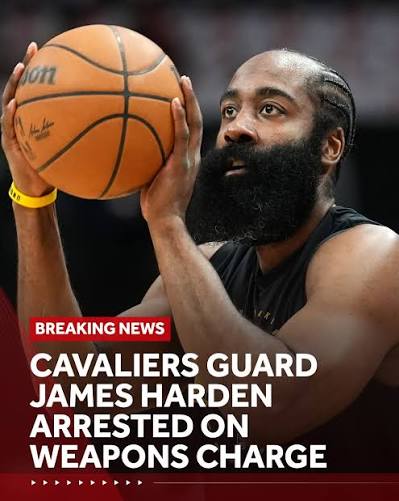 BREAKING NEWS
CAVALIERS GUARD
JAMES HARDEN
ARRESTED ON
WEAPONS CHARGE